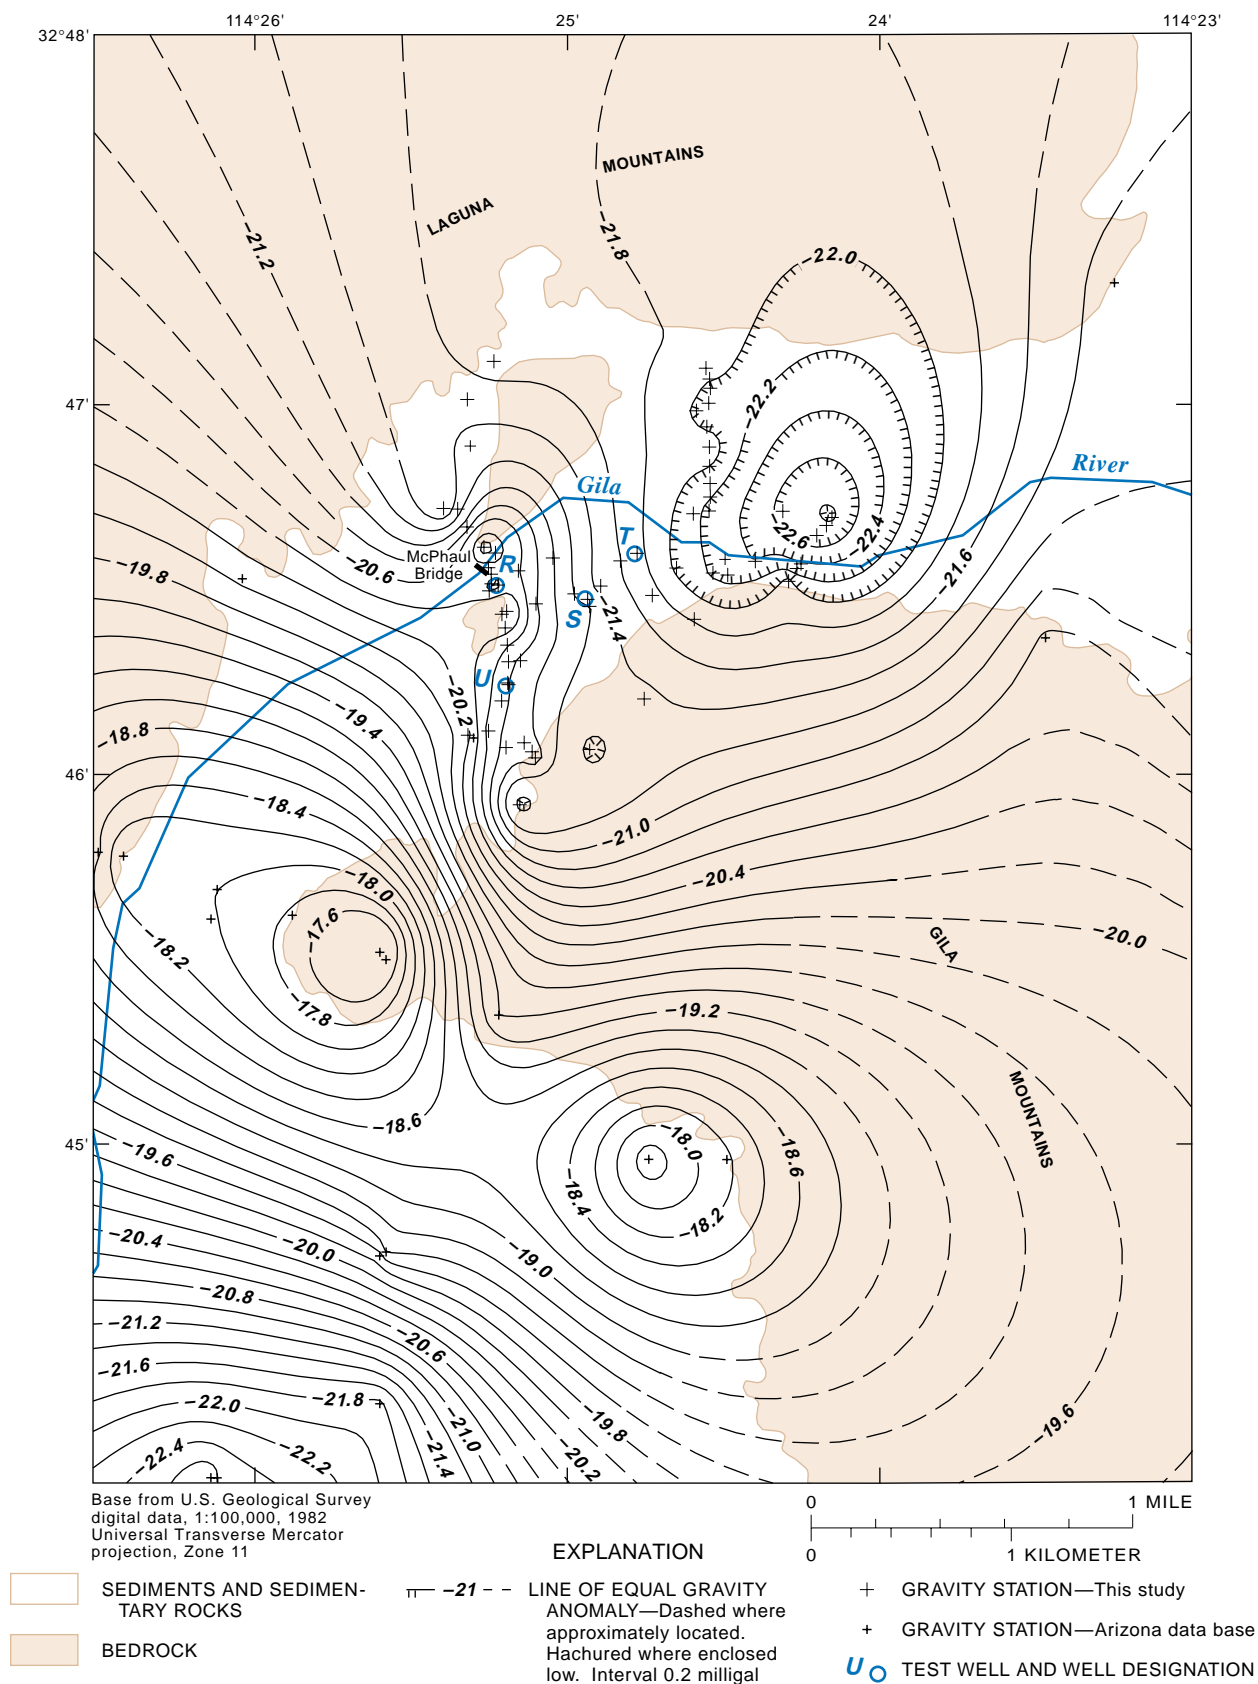 114°26'
25'
24'
114°23'
32°48'
MOUNTAINS
LAGUNA
−21.2
−21.8
−22.0
−22.2
47'
Gila
River
−22.6
−22.4
T
McPhaul
Bridge
R
−20.6
−19.8
S
−21.4
−21.6
U
−20.2
−19.4
−18.8
46'
−18.4
−21.0
−20.4
−18.0
−17.6
GILA
−20.0
−18.2
−17.8
−19.2
MOUNTAINS
−18.6
−18.0
−18.6
45'
−19.6
−18.4
−18.2
−20.4
−20.0
−19.0
−20.8
−21.2
−20.6
−21.6
−21.8
−22.0
−21.0
−19.8
−19.6
−22.4
−22.2
−21.4
−20.2
Base from U.S. Geological Survey
digital data, 1:100,000, 1982
Universal Transverse Mercator
projection, Zone 11
0
1 MILE
0
1 KILOMETER
EXPLANATION
SEDIMENTS AND SEDIMEN-
TARY ROCKS
BEDROCK
−21
LINE OF EQUAL GRAVITY
ANOMALY—Dashed where
approximately located.
Hachured where enclosed
low. Interval 0.2 milligal
GRAVITY STATION—This study
GRAVITY STATION—Arizona data base
U
TEST WELL AND WELL DESIGNATION